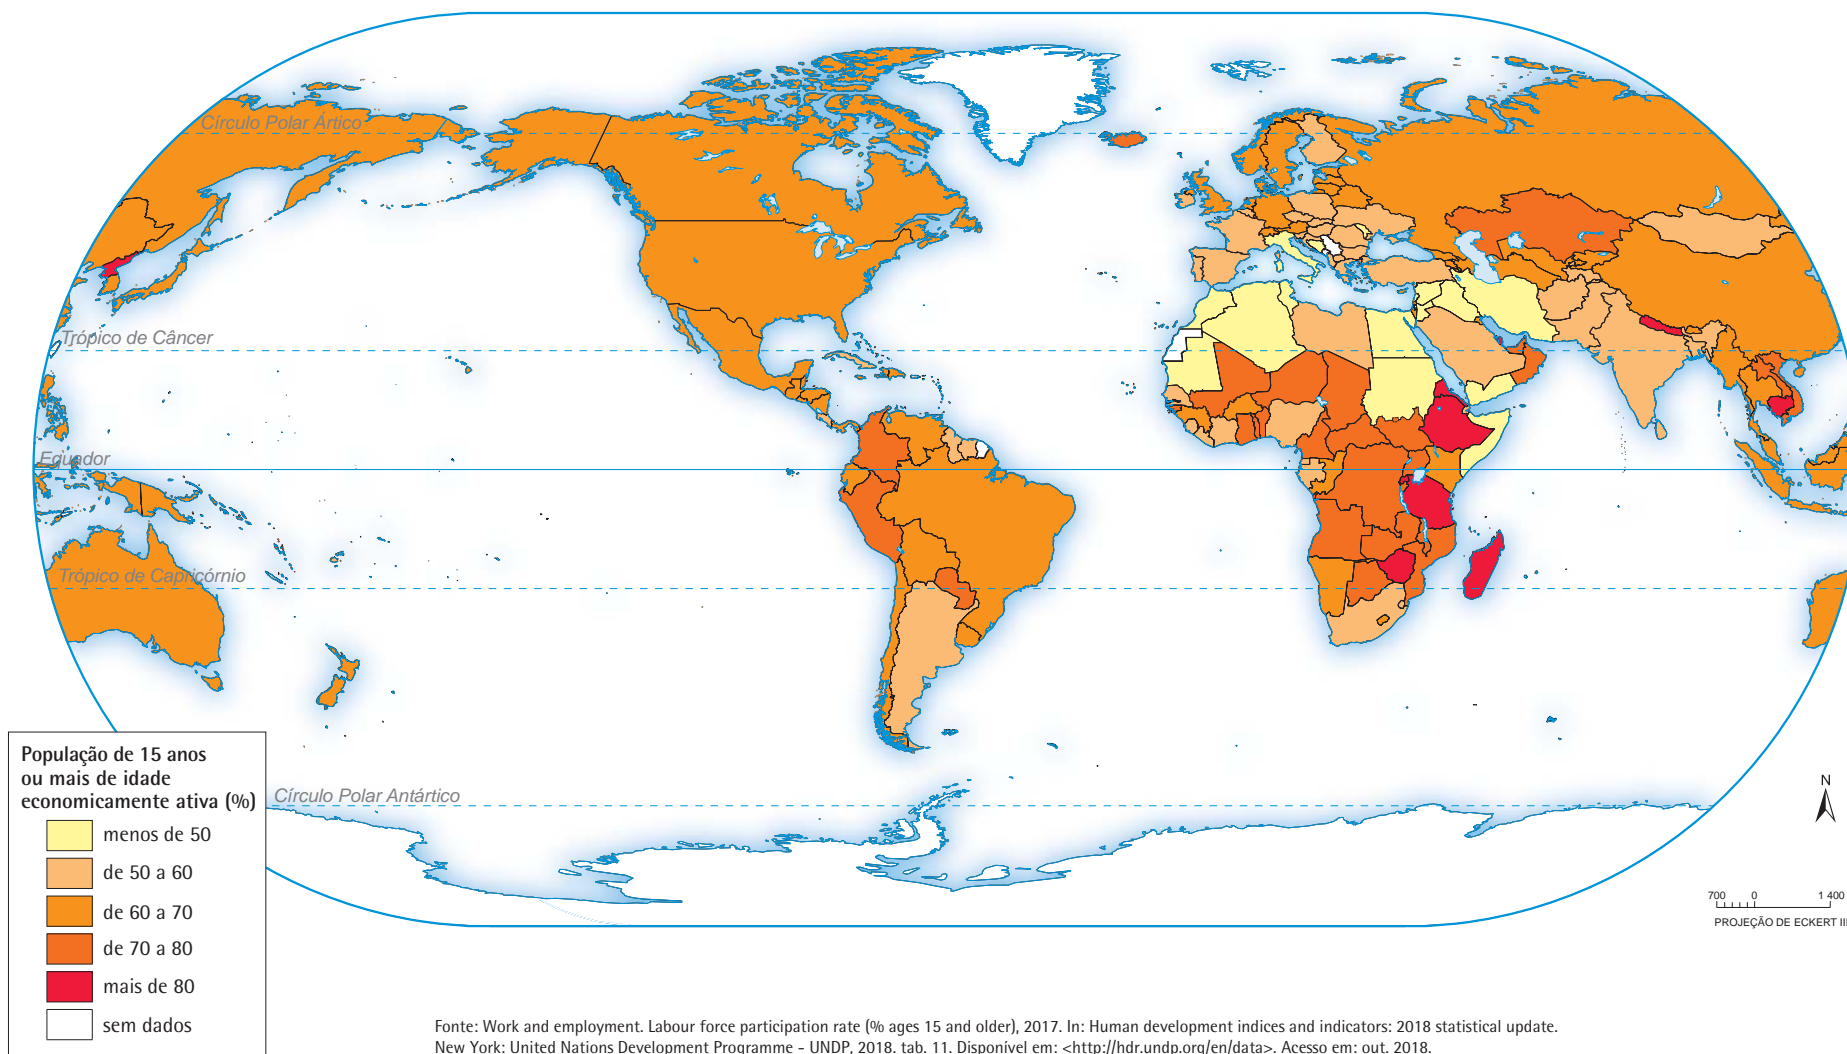 Círculo Polar Ártico
Trópico de Câncer
Equador
Trópico de Capricórnio
Círculo Polar Antártico
População de 15 anos
ou mais de idade
economicamente ativa (%)
menos de 50
de 50 a 60
de 60 a 70
de 70 a 80
mais de 80
sem dados
N
700 0 1 400
PROJEÇÃO DE ECKERT III
Fonte: Work and employment. Labour force participation rate (% ages 15 and older), 2017. In: Human development indices and indicators: 2018 statistical update.
New York: United Nations Development Programme - UNDP, 2018. tab. 11. Disponível em: <http://hdr.undp.org/en/data>. Acesso em: out. 2018.